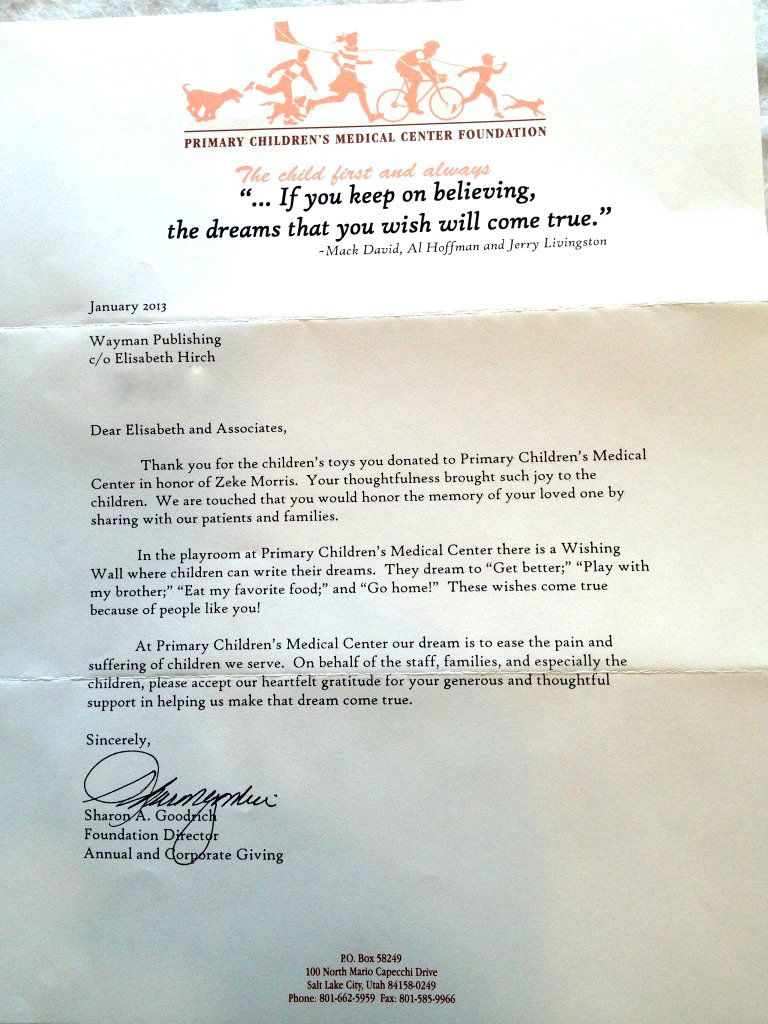 PRIMARY CHILDREN'S MEDICAL CENTER FOUNDATION
The child first and always
“... If you keep on believing,
the dreams that you wish will come true.”
~Mack David, Al Hoffman and Jerry Livingston
January 2013
Wayman Publishing
c/o Elisabeth Hirch
Dear Elisabeth and Associates,
Thank you for the children's toys you donated to Primary Children's Medical
Center in honor of Zeke Morris. Your thoughtfulness brought such joy to the
children. We are touched that you would honor the memory of your loved one by
sharing with our patients and families.
In the playroom at Primary Children's Medical Center there is a Wishing
Wall where children can write their dreams. They dream to “Get better;” “Play with
my brother;” “Eat my favorite food;” and “Go home!” These wishes come true
because of people like you!
At Primary Children's Medical Center our dream is to ease the pain and
suffering of children we serve. On behalf of the staff, families, and especially the
children, please accept our heartfelt gratitude for your generous and thoughtful
support in helping us make that dream come true.
Sincerely,
Sharon A. Goodrich
Foundation Director
Annual and Corporate Giving
P.O. Box 58249
100 North Mario Capecchi Drive
Salt Lake City, Utah 84158-0249
Phone: 801-662-5959 Fax: 801-585-9966